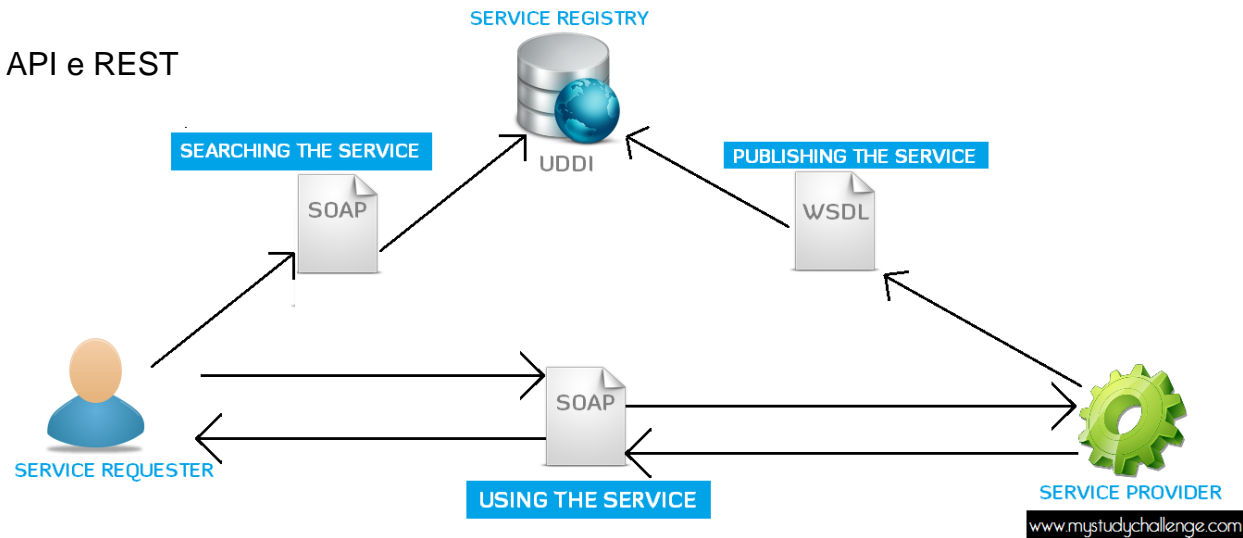 SERVICE REGISTRY
API e REST
SEARCHING THE SERVICE
UDDI
PUBLISHING THE SERVICE
SOAP
WSDL
SOAP
SERVICE REQUESTER
USING THE SERVICE
SERVICE PROVIDER
www.mystudychallenge.com